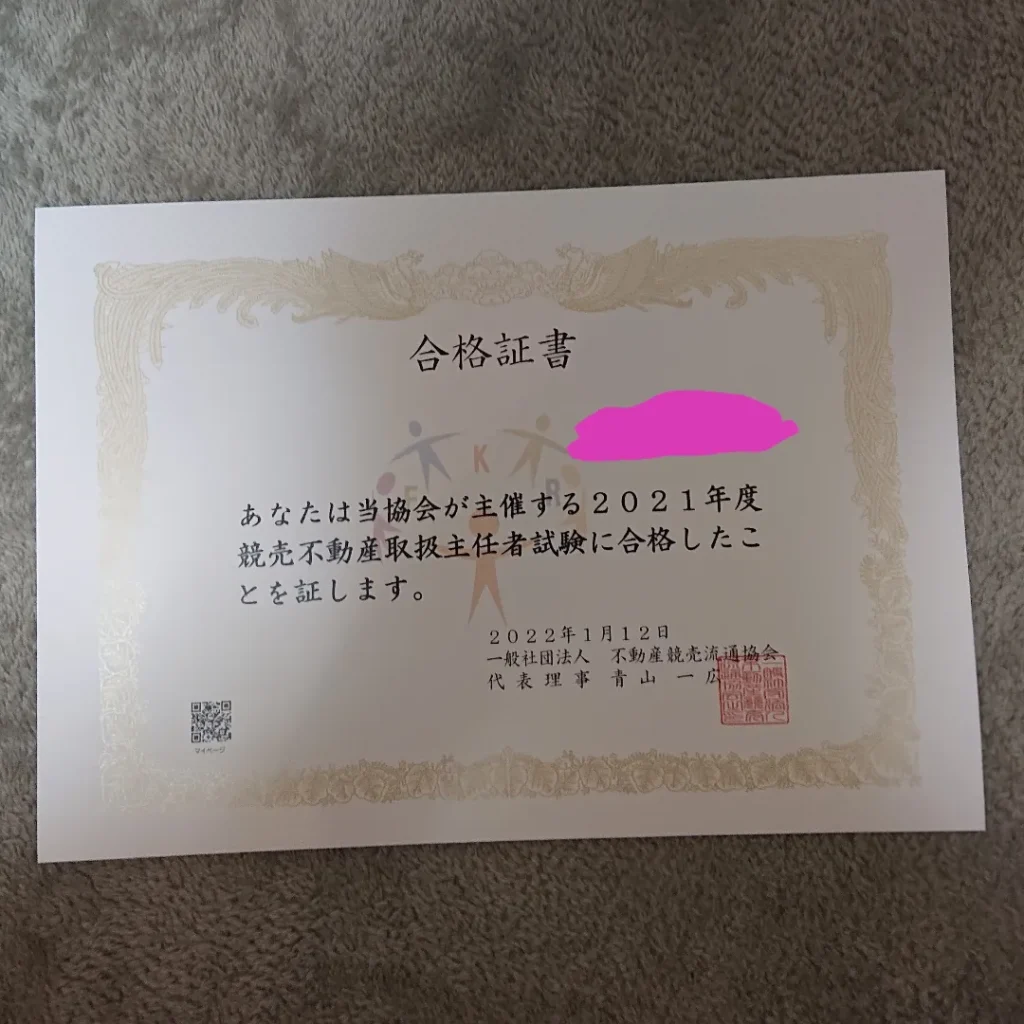 合格証書
E K R
あなたは当協会が主催する2021年度
競売不動産取扱主任者試験に合格したこ
とを証します。
2022年1月12日
一般社団法人　不動産競売流通協会
代表理事　青山　一広
マイページ